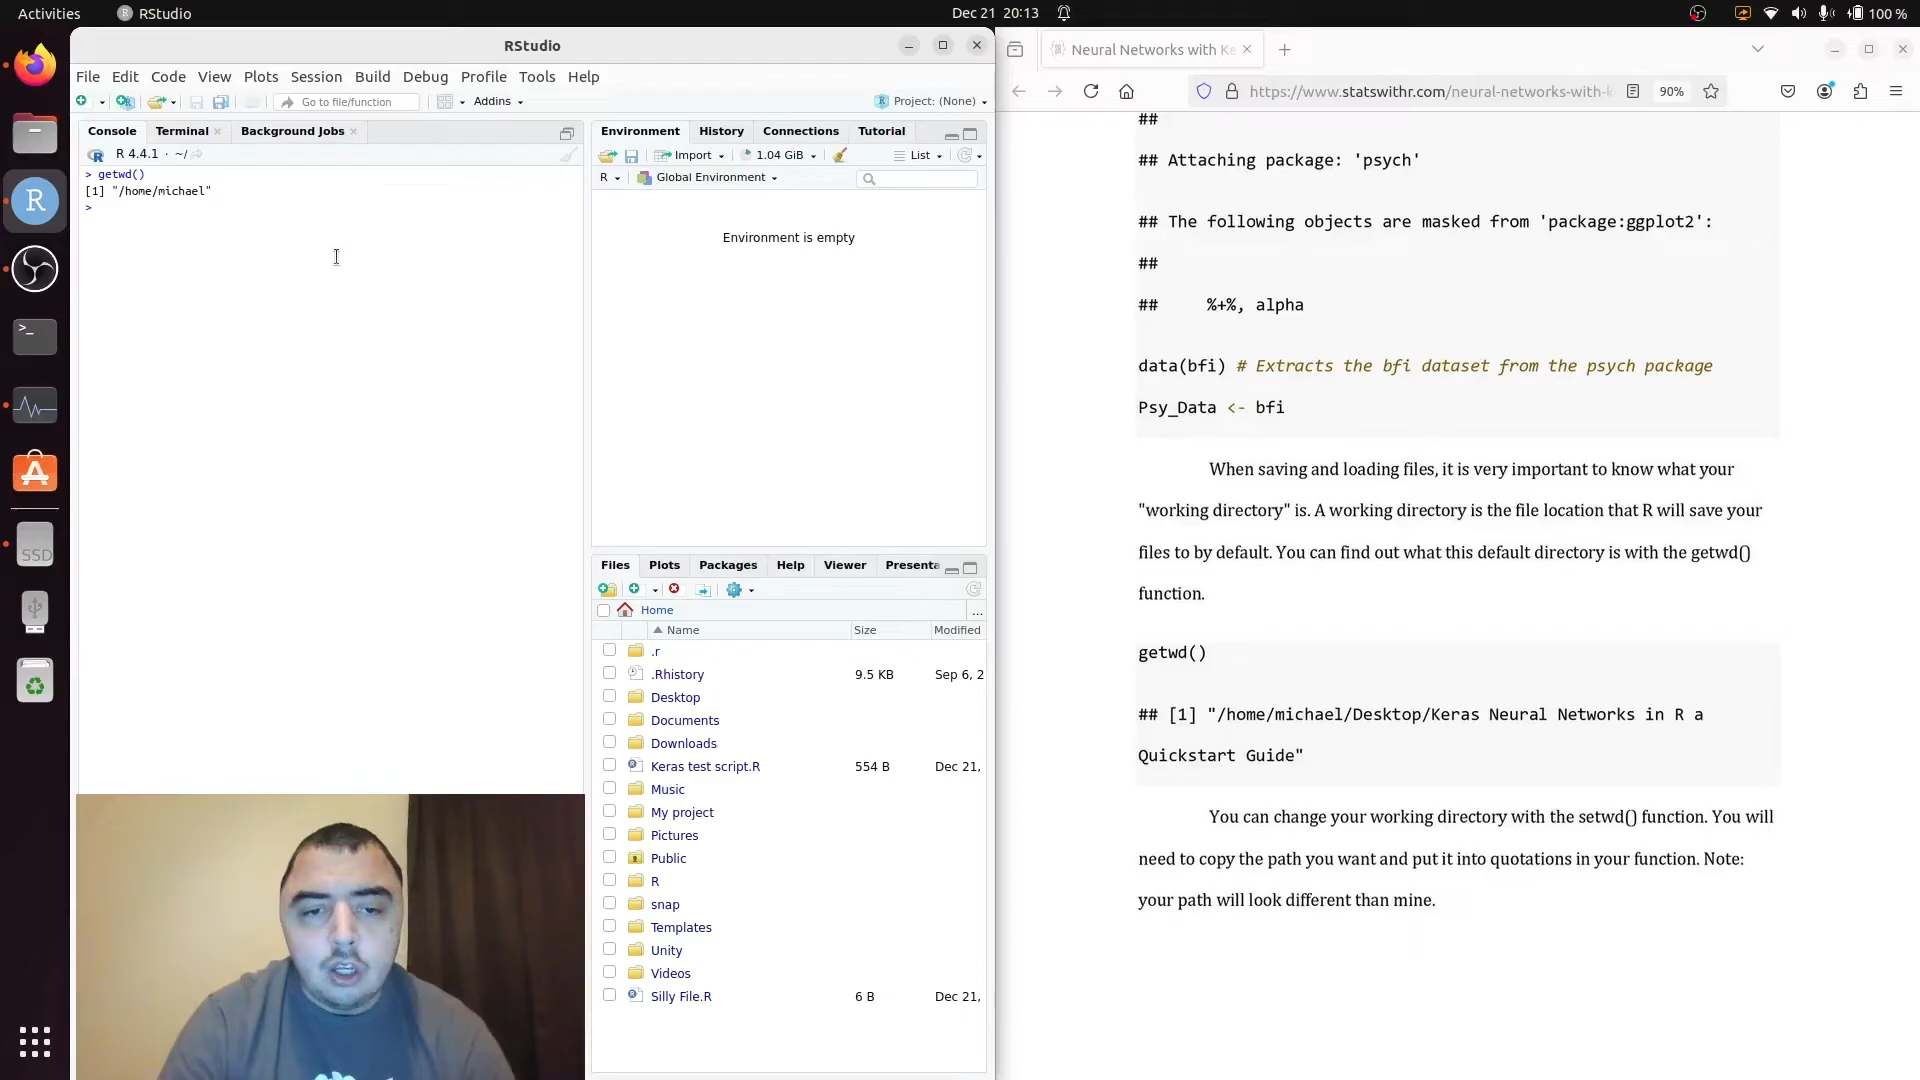 Activities
RStudio
Dec 21 20:13
100 %
RStudio
File Edit Code View Plots Session Build Debug Profile Tools Help
Go to file/function
Addins
Project: (None)
Console
Terminal
Background Jobs
R 4.4.1 · ~/
> getwd()
[1] "/home/michael"
>
Environment
History
Connections
Tutorial
Import
1.04 GiB
List
R
Global Environment
Environment is empty
Files
Plots
Packages
Help
Viewer
Presenta
Home
...
Name Size Modified
.r
.Rhistory 9.5 KB Sep 6, 2
Desktop
Documents
Downloads
Keras test script.R 554 B Dec 21,
Music
My project
Pictures
Public
R
snap
Templates
Unity
Videos
Silly File.R 6 B Dec 21,
SSD
Neural Networks with Ke
https://www.statswithr.com/neural-networks-with-k
90%
##
## Attaching package: 'psych'
## The following objects are masked from 'package:ggplot2':
##
## %+%, alpha
data(bfi) # Extracts the bfi dataset from the psych package
Psy_Data <- bfi
When saving and loading files, it is very important to know what your
"working directory" is. A working directory is the file location that R will save your
files to by default. You can find out what this default directory is with the getwd()
function.
getwd()
## [1] "/home/michael/Desktop/Keras Neural Networks in R a
Quickstart Guide"
You can change your working directory with the setwd() function. You will
need to copy the path you want and put it into quotations in your function. Note:
your path will look different than mine.